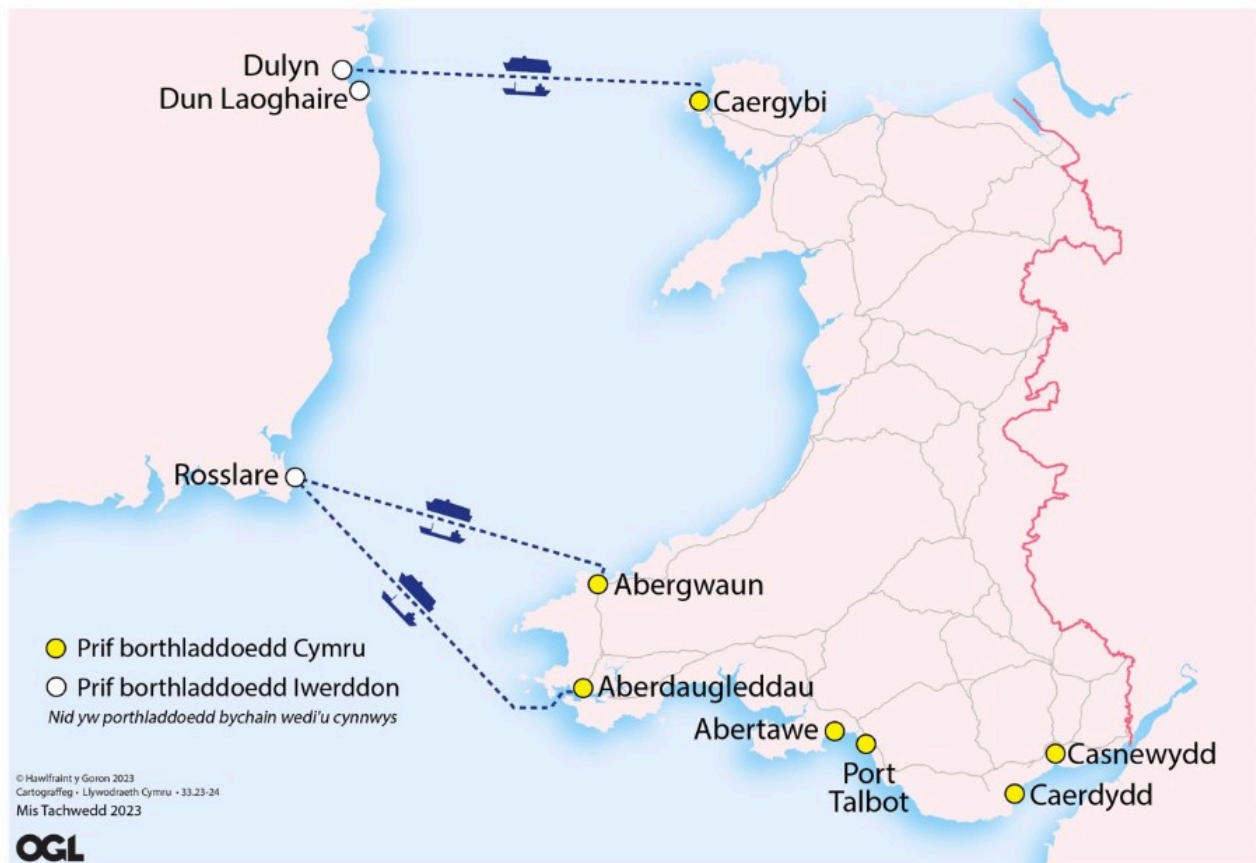 Dulyn
Dun Laoghaire
Caergybi
Rosslare
Abergwaun
Aberdaugleddau
Abertawe
Port
Talbot
Casnewydd
Caerdydd
Prif borthladdoedd Cymru
Prif borthladdoedd Iwerddon
Nid yw porthladdoedd bychain wedi'u cynnwys
© Hawlfraint y Goron 2023
Cartograffeg • Llywodraeth Cymru • 33.23-24
Mis Tachwedd 2023
OGL